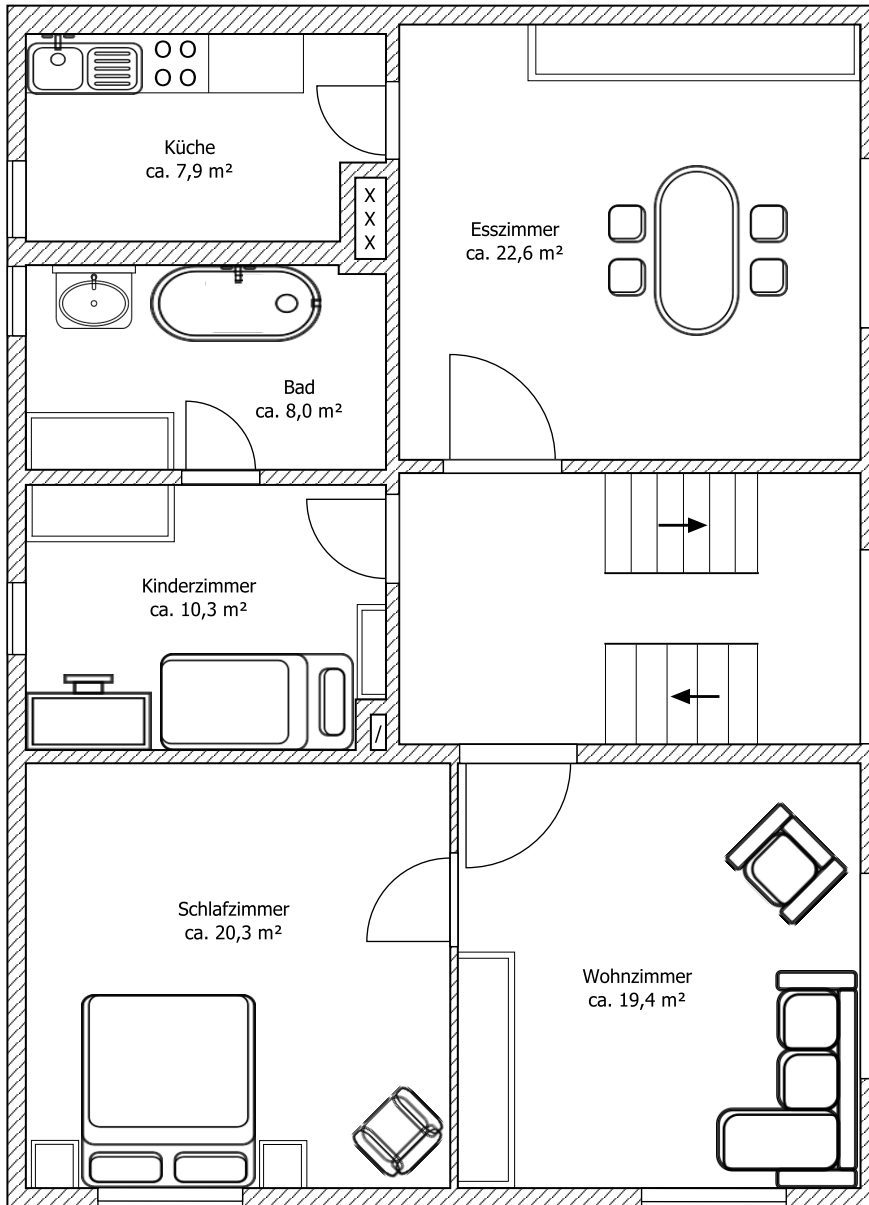 Küche
ca. 7,9 m²
X
X
X
Esszimmer
ca. 22,6 m²
Bad
ca. 8,0 m²
Kinderzimmer
ca. 10,3 m²
/
Schlafzimmer
ca. 20,3 m²
Wohnzimmer
ca. 19,4 m²